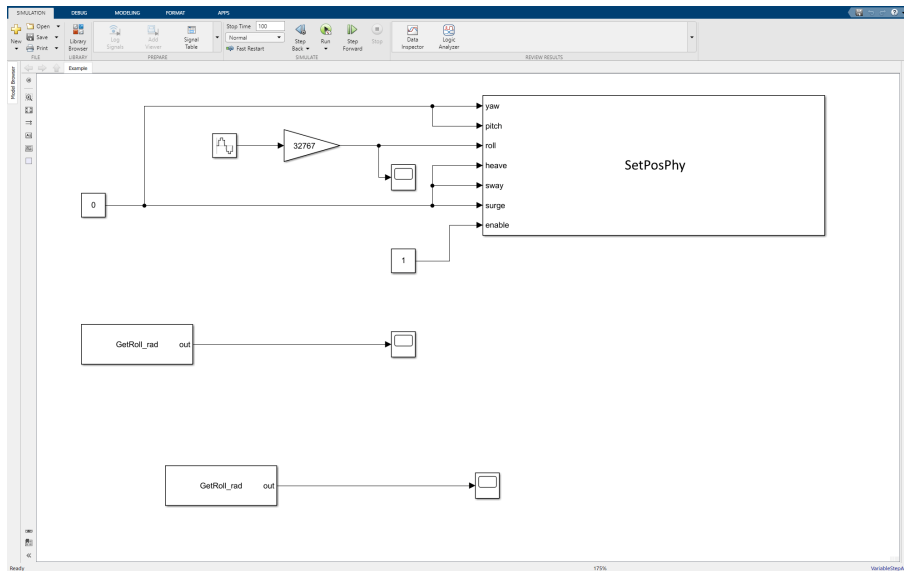 SIMULATION DEBUG MODELING FORMAT APPS
New
Open
Save
Print
FILE
Library
Browser
LIBRARY
Log
Signals
Add
Viewer
Signal
Table
PREPARE
Stop Time 100
Normal
Fast Restart
Step
Back
Run
Step
Forward
Stop
SIMULATE
Data
Inspector
Logic
Analyzer
REVIEW RESULTS
Model Browser
Example
yaw
pitch
roll
heave
sway
surge
enable
SetPosPhy
32767
0
1
GetRoll_rad out
GetRoll_rad out
Ready
175%